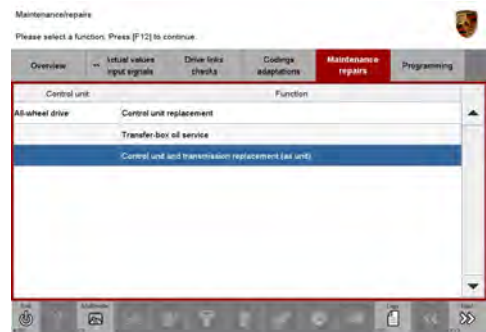 Maintenance/repairs
Please select a function. Press [F12] to continue.
Overview
Actual values
input signals
Drive links
checks
Codings
adaptations
Maintenance
repairs
Programming
Control unit
Function
All-wheel drive
Control unit replacement
Transfer-box oil service
Control unit and transmission replacement (as unit)